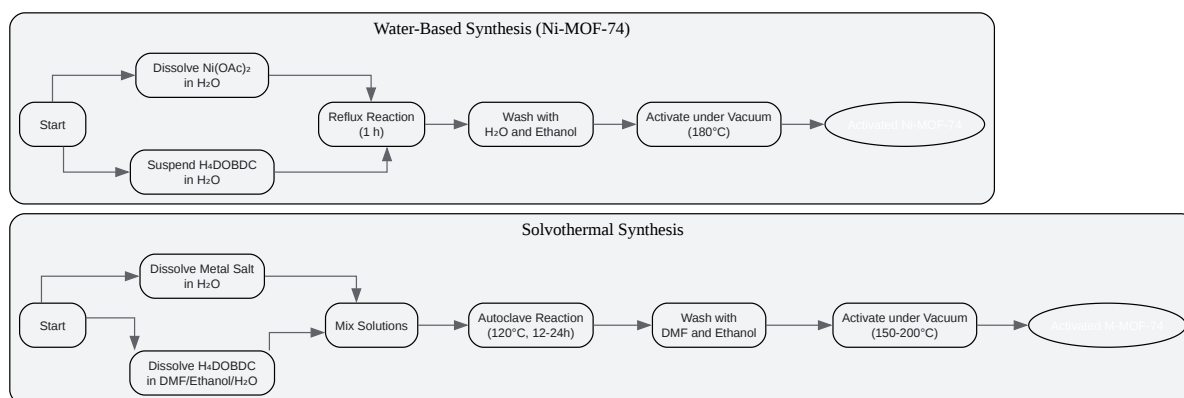 Water-Based Synthesis (Ni-MOF-74)
Start
Dissolve Ni(OAc)₂
in H₂O
Suspend H₄DOBDC
in H₂O
Reflux Reaction
(1 h)
Wash with
H₂O and Ethanol
Activate under Vacuum
(180°C)
Activated Ni-MOF-74
Solvothermal Synthesis
Start
Dissolve Metal Salt
in H₂O
Dissolve H₄DOBDC
in DMF/Ethanol/H₂O
Mix Solutions
Autoclave Reaction
(120°C, 12-24h)
Wash with
DMF and Ethanol
Activate under Vacuum
(150-200°C)
Activated M-MOF-74